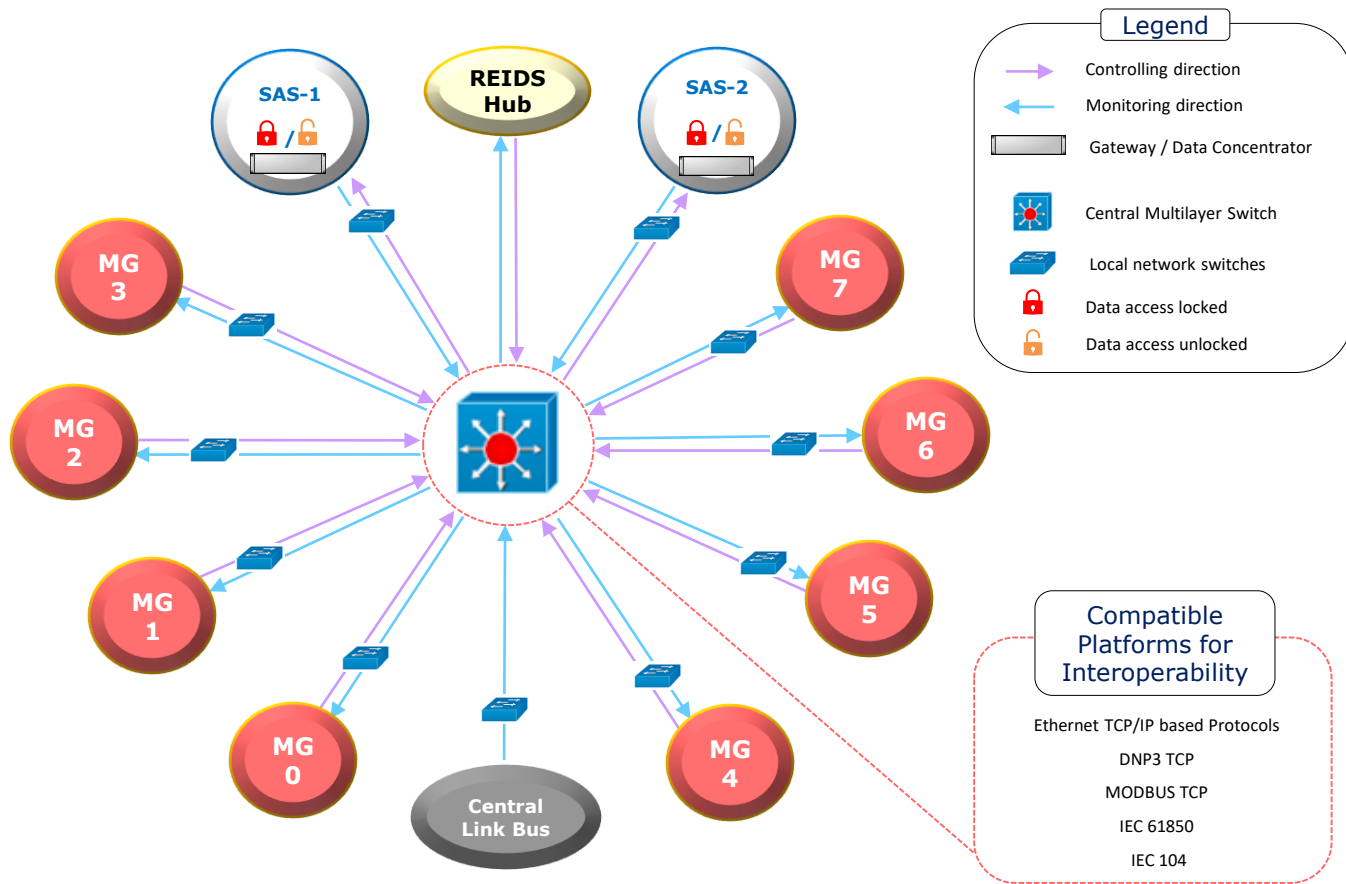 Legend
Controlling direction
Monitoring direction
Gateway / Data Concentrator
Central Multilayer Switch
Local network switches
Data access locked
Data access unlocked
SAS-1
/
REIDS
Hub
SAS-2
/
MG
3
MG
7
MG
2
MG
6
MG
1
MG
5
MG
0
Central
Link Bus
MG
4
Compatible
Platforms for
Interoperability
Ethernet TCP/IP based Protocols
DNP3 TCP
MODBUS TCP
IEC 61850
IEC 104